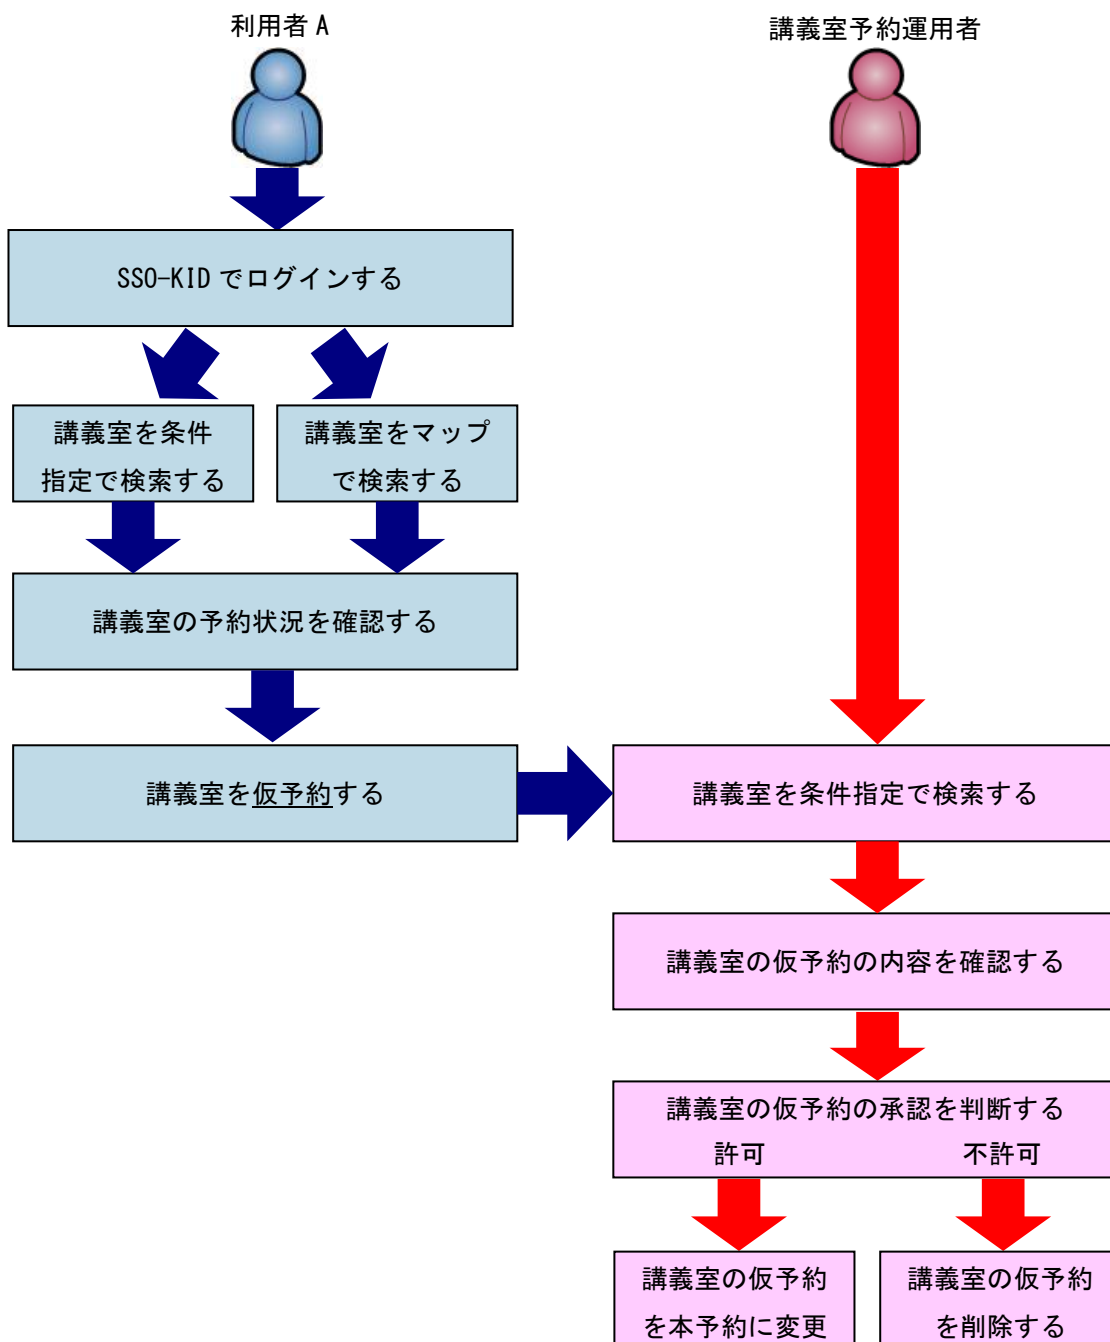 利用者 A
講義室予約運用者
SSO-KID でログインする
講義室を条件
指定で検索する
講義室をマップ
で検索する
講義室の予約状況を確認する
講義室を仮予約する
講義室を条件指定で検索する
講義室の仮予約の内容を確認する
講義室の仮予約の承認を判断する
許可
不許可
講義室の仮予約
を本予約に変更
講義室の仮予約
を削除する